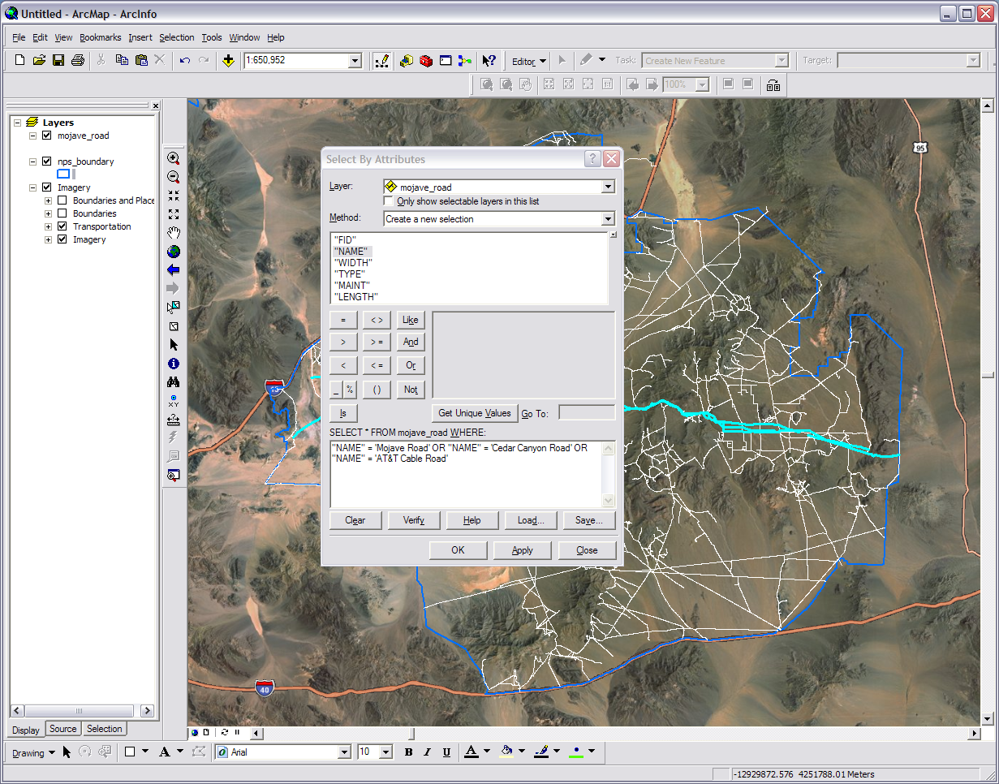 Untitled - ArcMap - ArcInfo
File Edit View Bookmarks Insert Selection Tools Window Help
1:650,952 Editor Task: Create New Feature Target:
1:1 100%
Layers
mojave_road
nps_boundary
Imagery
Boundaries and Place
Boundaries
Transportation
Imagery
95
15
40
Select By Attributes
Layer: mojave_road
Only show selectable layers in this list
Method: Create a new selection
"FID"
"NAME"
"WIDTH"
"TYPE"
"MAINT"
"LENGTH"
= < > Like
> > = And
< < = Or
_ % ( ) Not
Is Get Unique Values Go To:
SELECT * FROM mojave_road WHERE:
"NAME" = 'Mojave Road' OR "NAME" = 'Cedar Canyon Road' OR
"NAME" = 'AT&T Cable Road'
Clear Verify Help Load... Save...
OK Apply Close
XY
Display Source Selection
Drawing A Arial 10 B I U A
-12929872.576 4251788.01 Meters